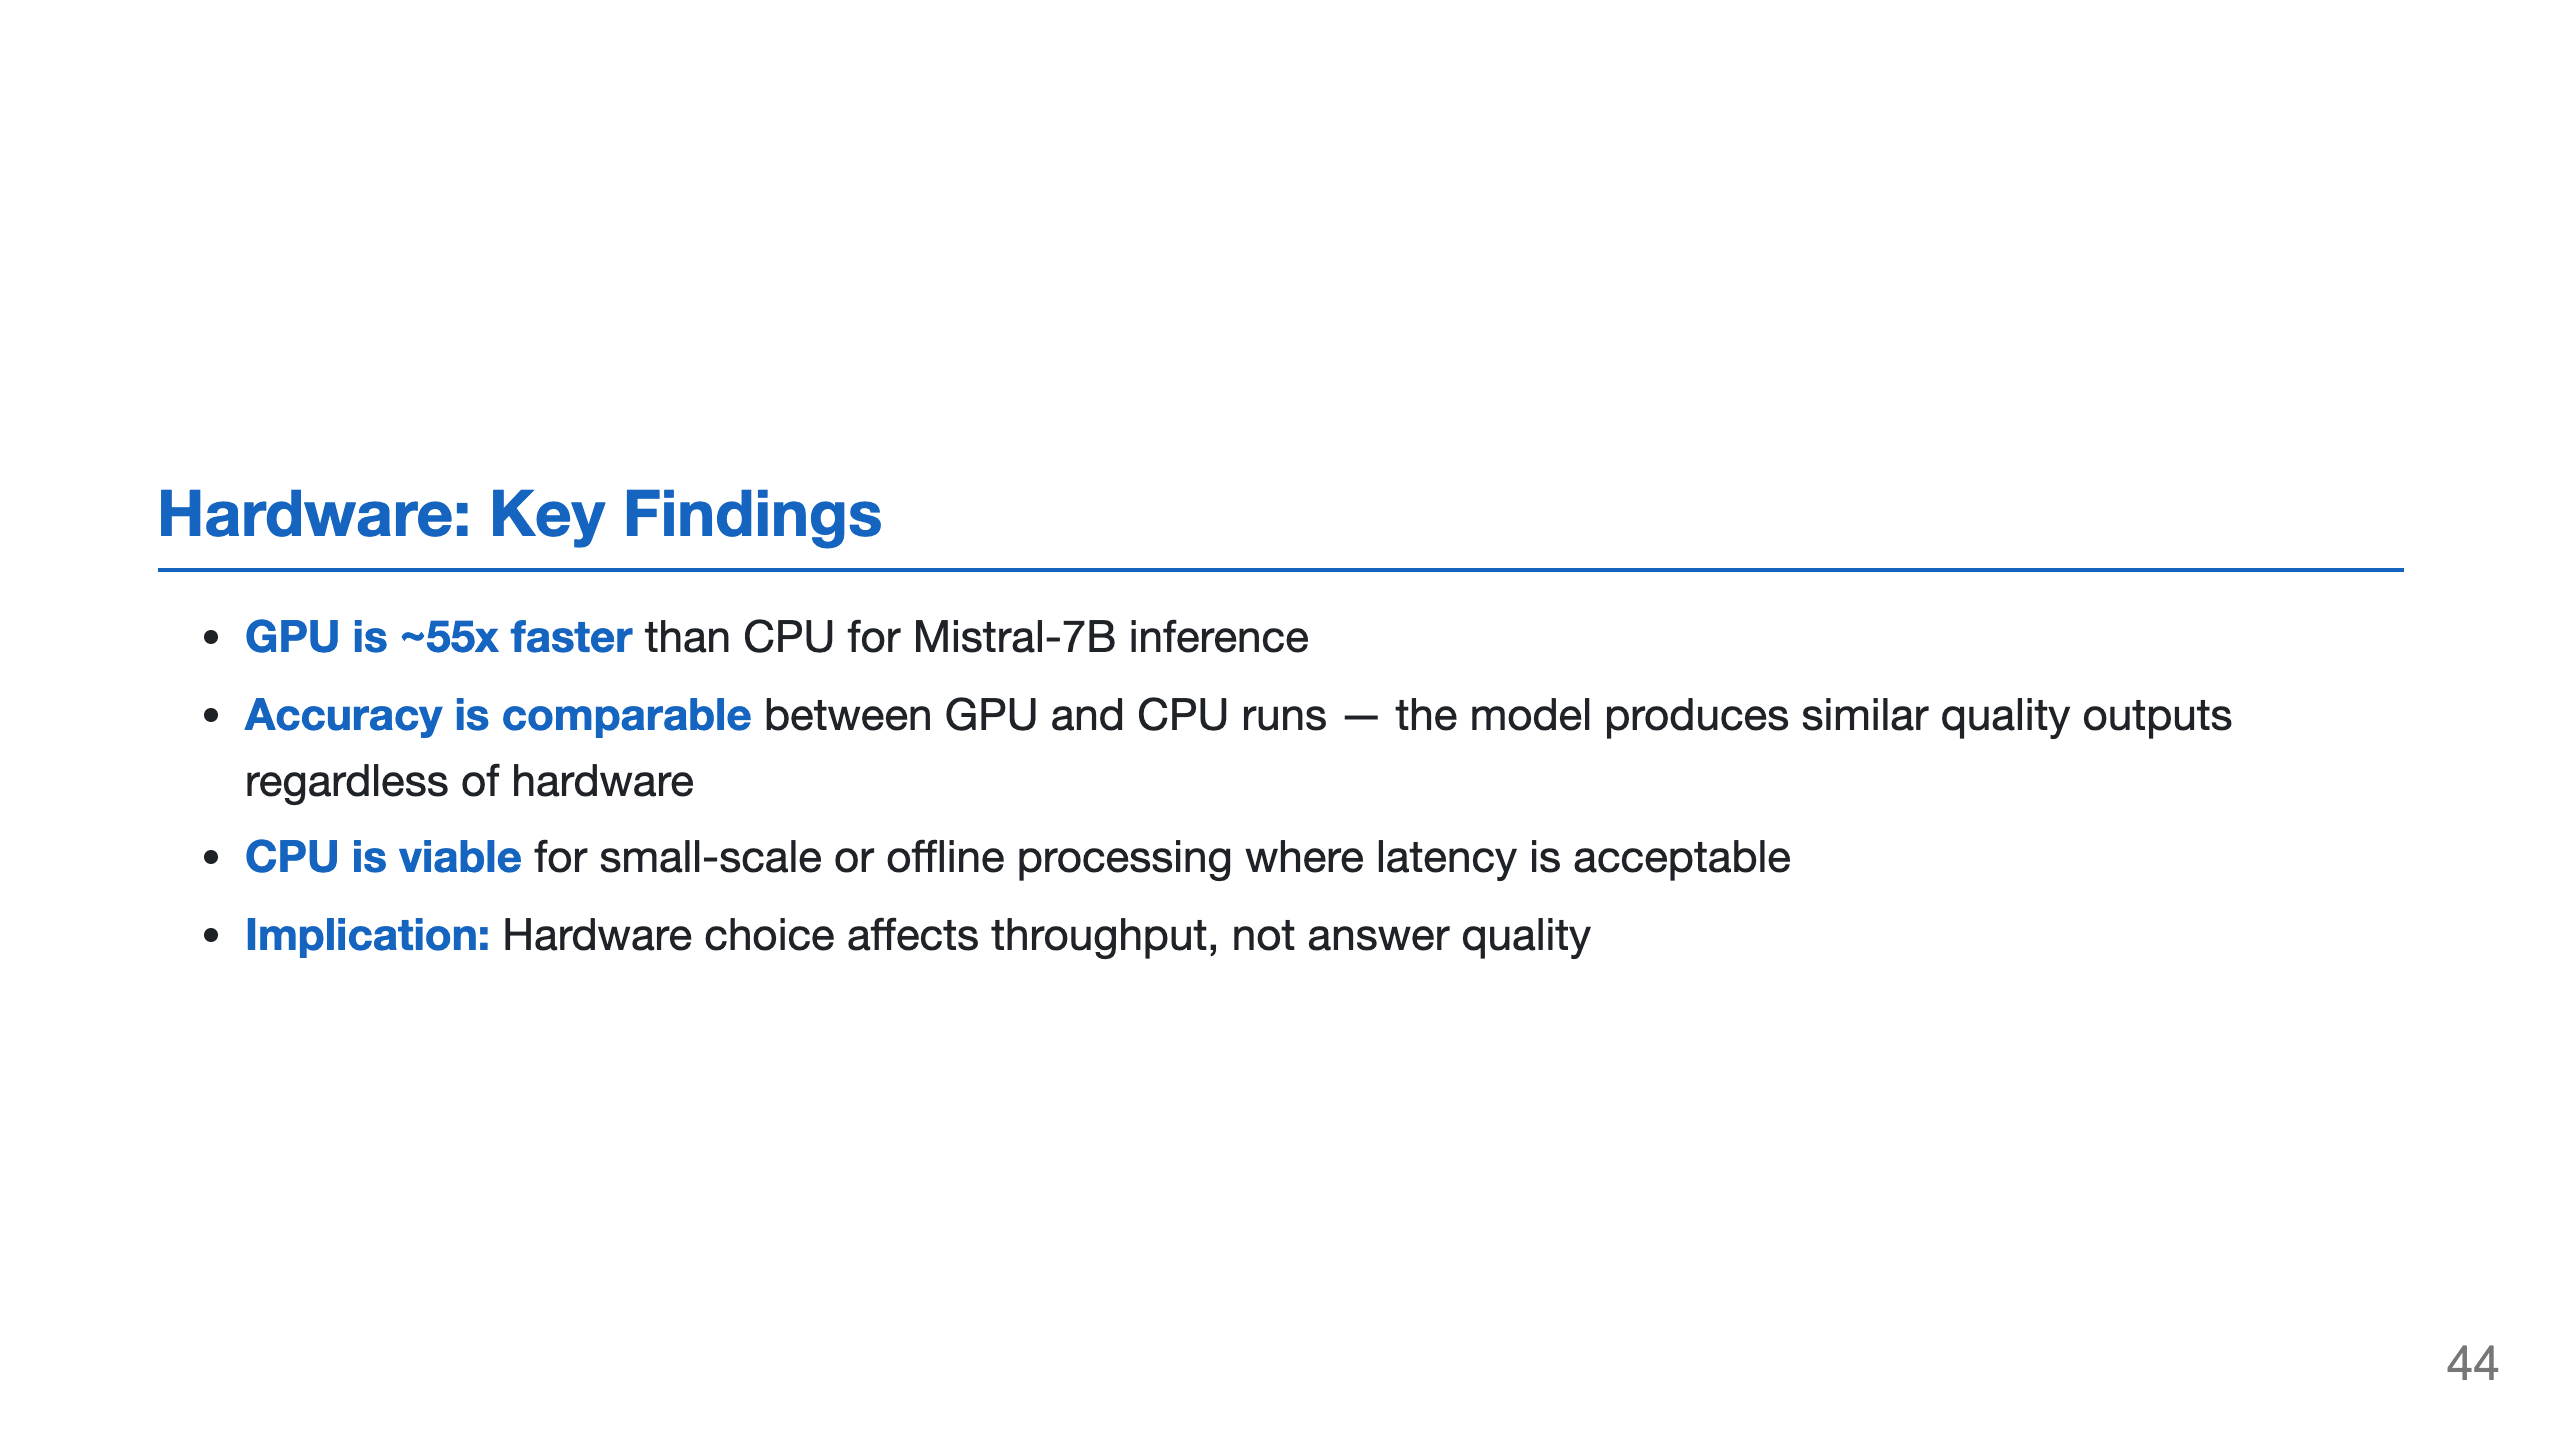 Hardware: Key Findings
• GPU is ~55x faster than CPU for Mistral-7B inference
• Accuracy is comparable between GPU and CPU runs — the model produces similar quality outputs
regardless of hardware
• CPU is viable for small-scale or offline processing where latency is acceptable
• Implication: Hardware choice affects throughput, not answer quality
44